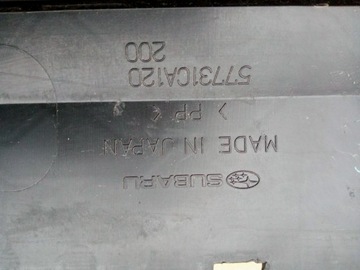 SUBARU
MADE IN JAPAN
> PP <
57731CA120
200